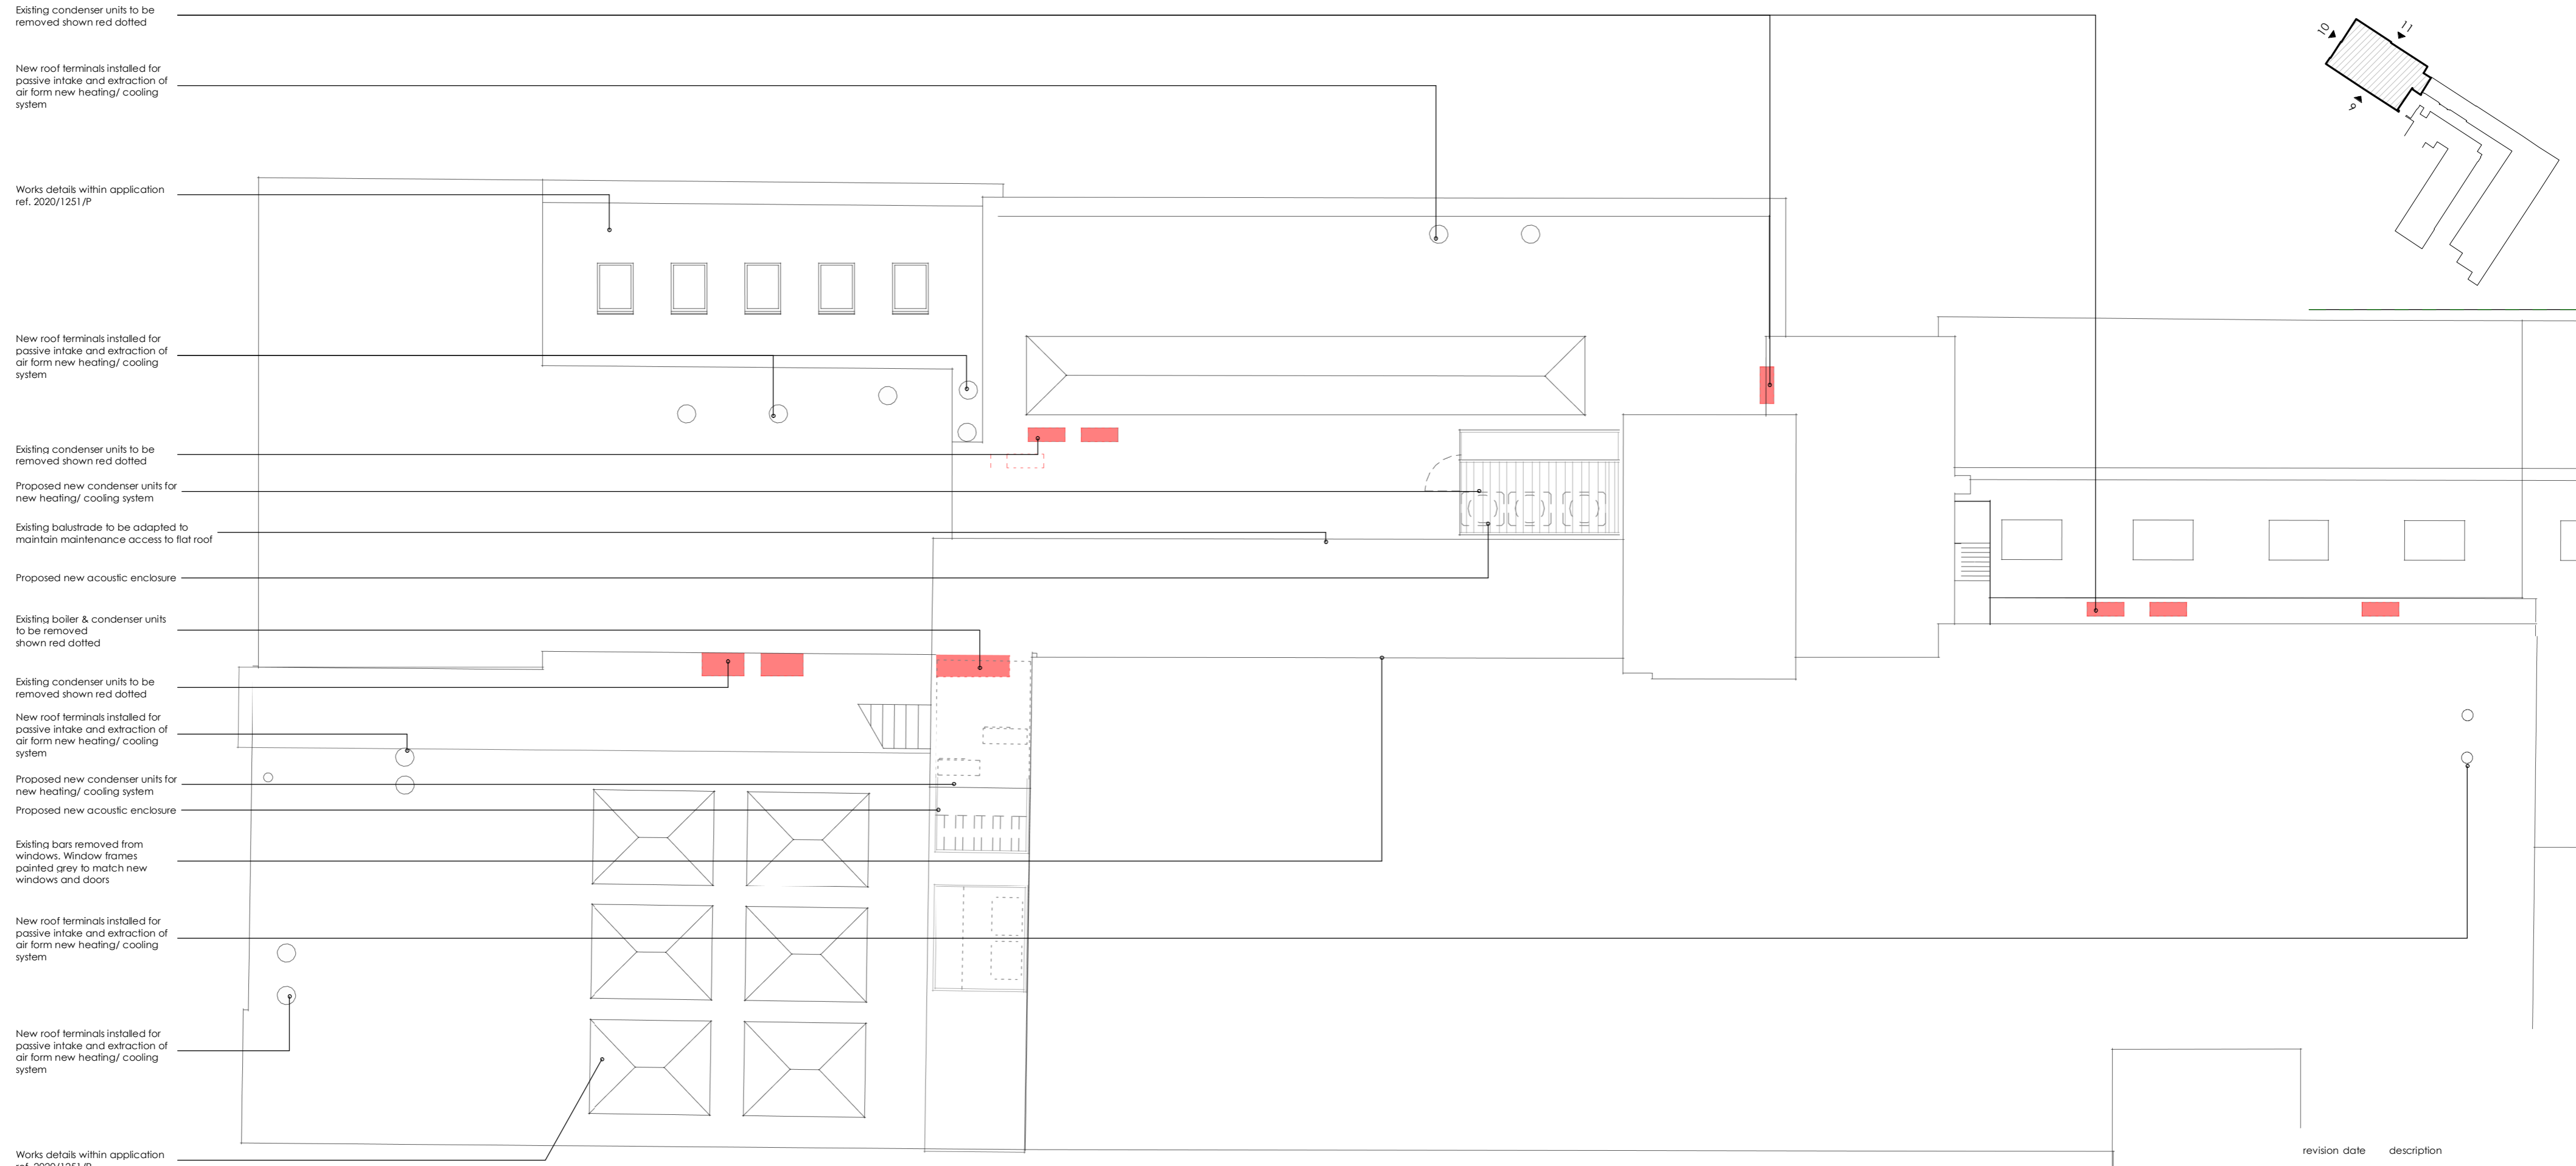 Existing condenser units to be
removed shown red dotted
New roof terminals installed for
passive intake and extraction of
air form new heating/ cooling
system
Works details within application
ref. 2020/1251/P
New roof terminals installed for
passive intake and extraction of
air form new heating/ cooling
system
Existing condenser units to be
removed shown red dotted
Proposed new condenser units for
new heating/ cooling system
Existing balustrade to be adapted to
maintain maintenance access to flat roof
Proposed new acoustic enclosure
Existing boiler & condenser units
to be removed
shown red dotted
Existing condenser units to be
removed shown red dotted
New roof terminals installed for
passive intake and extraction of
air form new heating/ cooling
system
Proposed new condenser units for
new heating/ cooling system
Proposed new acoustic enclosure
Existing bars removed from
windows. Window frames
painted grey to match new
windows and doors
New roof terminals installed for
passive intake and extraction of
air form new heating/ cooling
system
New roof terminals installed for
passive intake and extraction of
air form new heating/ cooling
system
Works details within application
ref. 2020/1251/P
10
11
9
revision date description